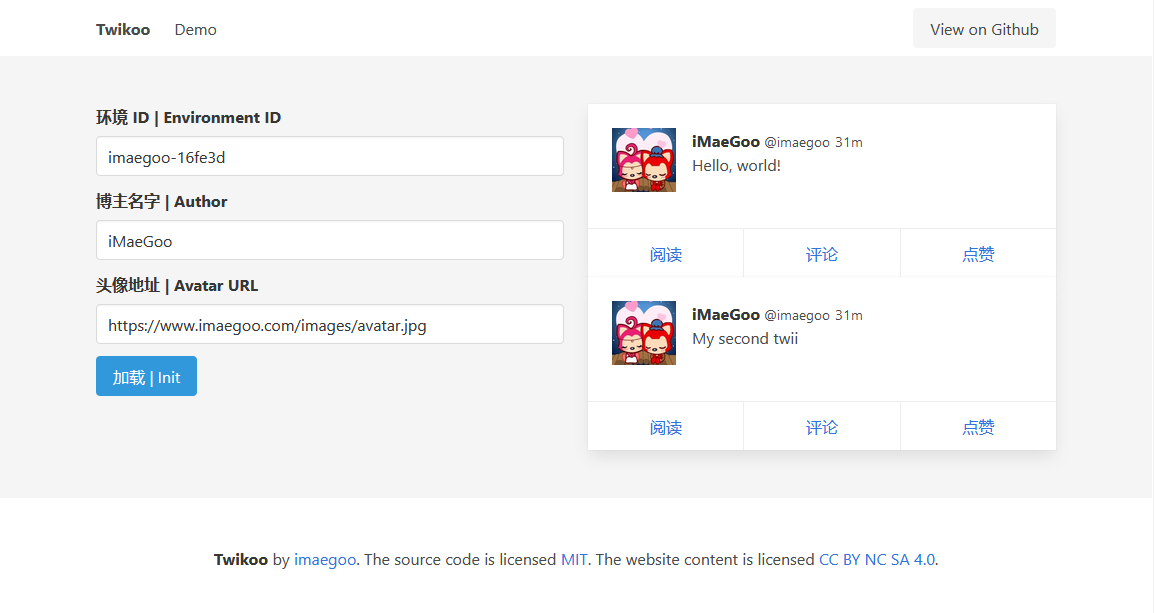 Twikoo Demo View on Github
环境 ID | Environment ID
imaegoo-16fe3d
博主名字 | Author
iMaeGoo
头像地址 | Avatar URL
https://www.imaegoo.com/images/avatar.jpg
加载 | Init
iMaeGoo @imaegoo 31m
Hello, world!
阅读 评论 点赞
iMaeGoo @imaegoo 31m
My second twii
阅读 评论 点赞
Twikoo by imaegoo. The source code is licensed MIT. The website content is licensed CC BY NC SA 4.0.